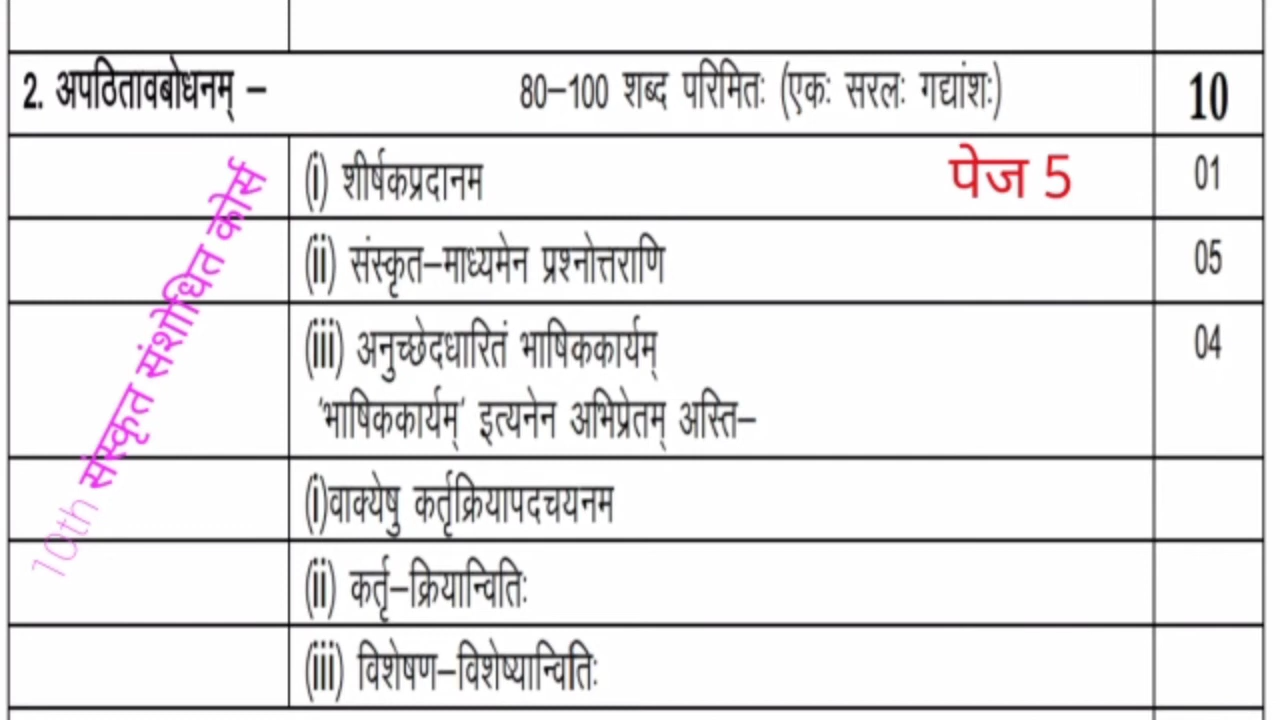 2. अपठितावबोधनम् – 80–100 शब्द परिमितः (एकः सरलः गद्यांशः) 10
(i) शीर्षकप्रदानम 01
पेज 5
(ii) संस्कृत–माध्यमेन प्रश्नोत्तराणि 05
(iii) अनुच्छेदधारितं भाषिककार्यम् 04
'भाषिककार्यम्' इत्यनेन अभिप्रेतम् अस्ति–
(i)वाक्येषु कर्तृक्रियापदचयनम
(ii) कर्तृ–क्रियान्वितिः
(iii) विशेषण–विशेष्यान्वितिः
10th संस्कृत संशोधित कोर्स